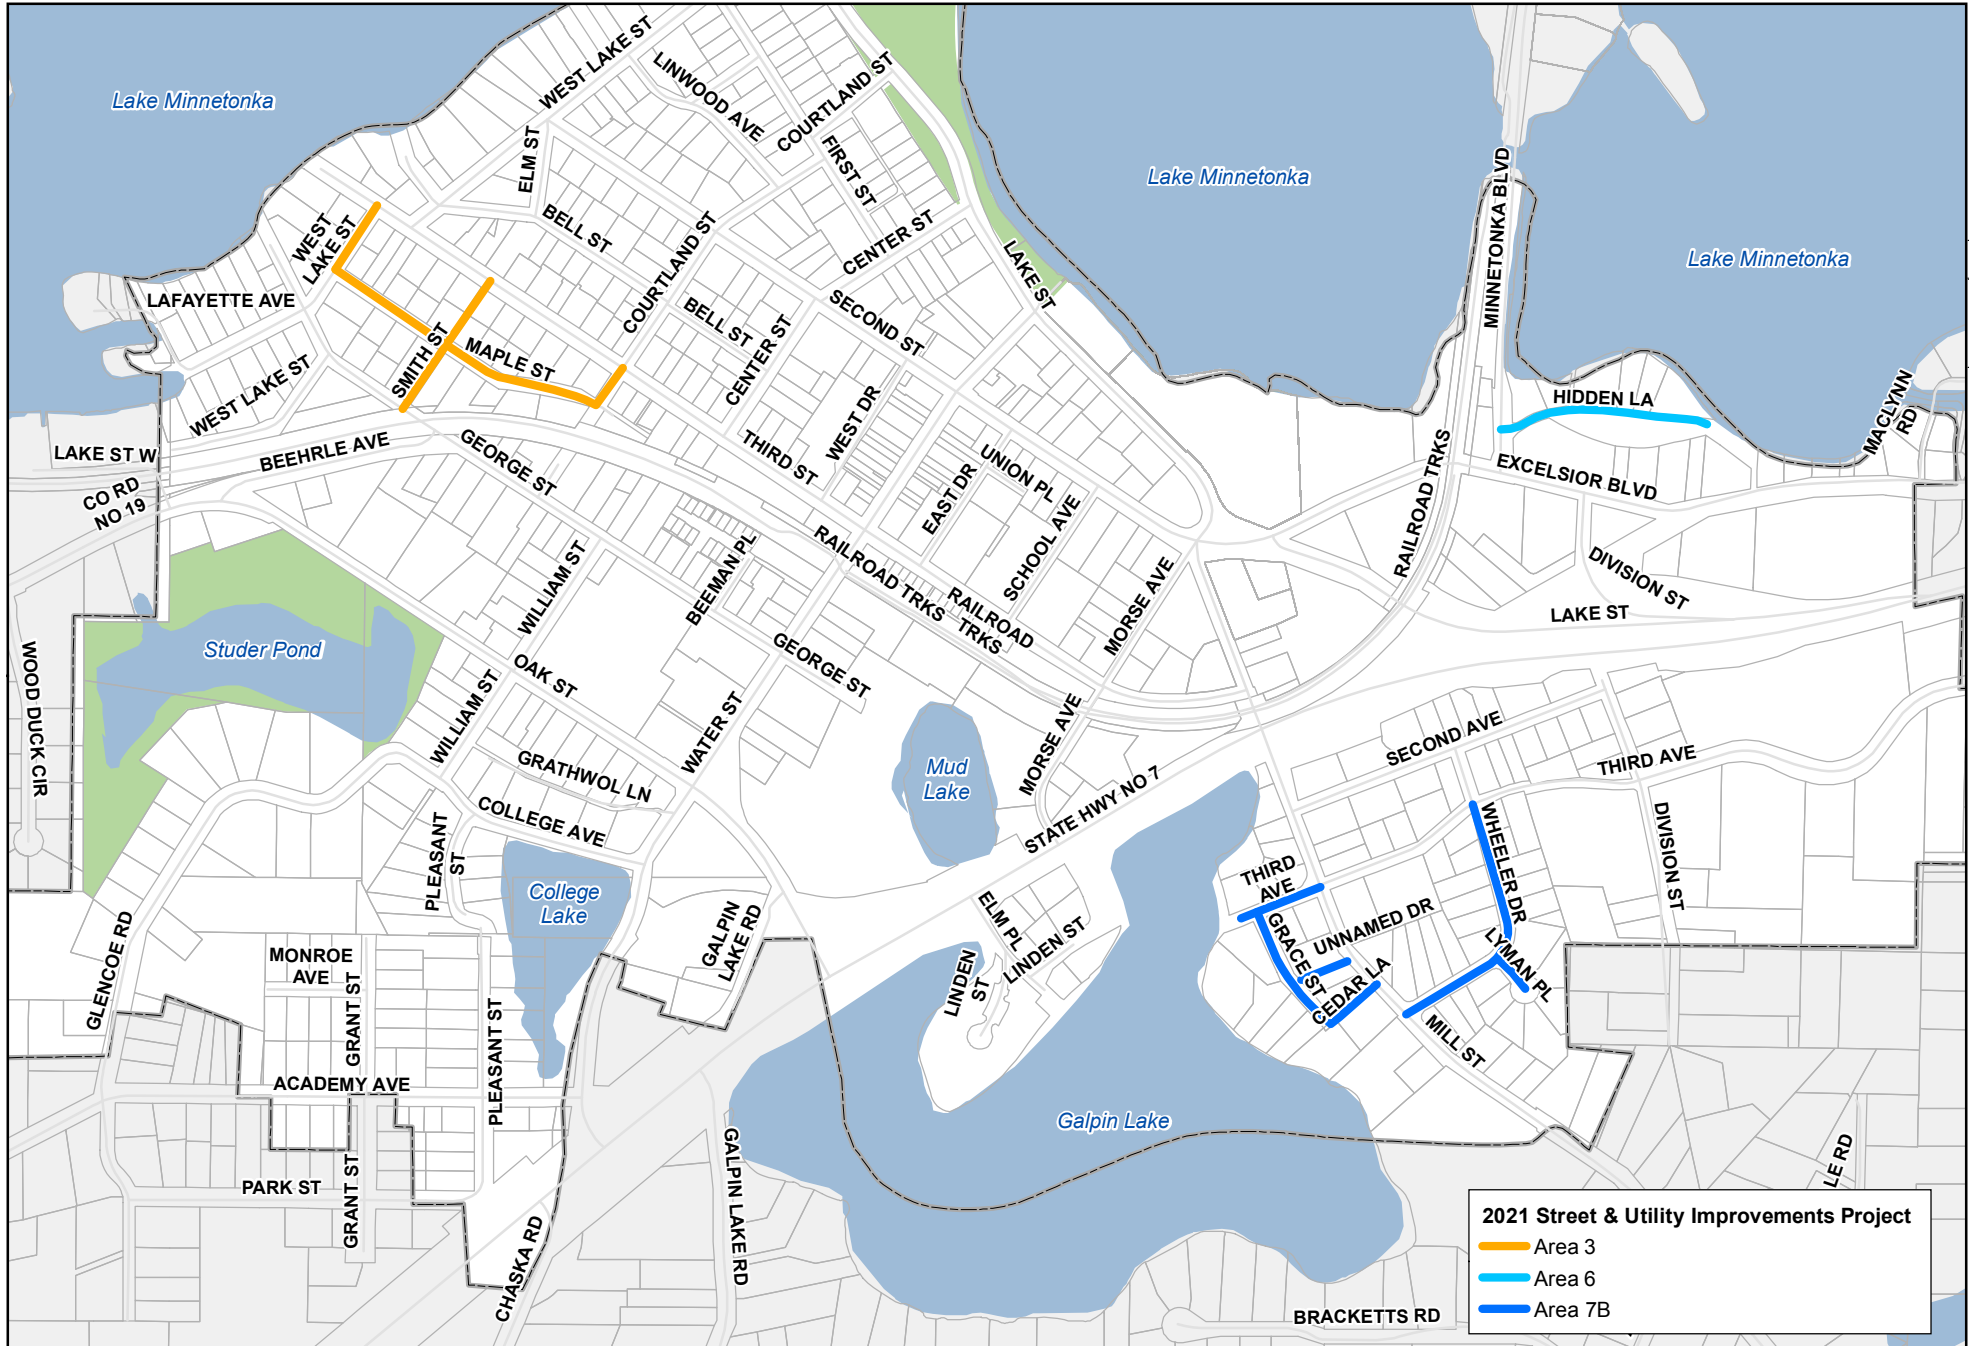 WEST LAKE ST
LINWOOD AVE
COURTLAND ST
Lake Minnetonka
ELM ST
FIRST ST
Lake Minnetonka
MINNETONKA BLVD
WEST
LAKE ST
BELL ST
CENTER ST
Lake Minnetonka
LAFAYETTE AVE
COURTLAND ST
LAKE ST
BELL ST
SECOND ST
SMITH ST
MAPLE ST
CENTER ST
WEST LAKE ST
HIDDEN LA
MACLYNN
RD
LAKE ST W
BEEHRLE AVE
GEORGE ST
THIRD ST
WEST DR
UNION PL
EXCELSIOR BLVD
CO RD
NO 19
EAST DR
SCHOOL AVE
RAILROAD TRKS
WILLIAM ST
BEEMAN PL
RAILROAD TRKS
RAILROAD
TRKS
MORSE AVE
DIVISION ST
LAKE ST
Studer Pond
WOOD DUCK CIR
OAK ST
GEORGE ST
WILLIAM ST
WATER ST
MORSE AVE
SECOND AVE
THIRD AVE
GRATHWOL LN
Mud
Lake
STATE HWY NO 7
COLLEGE AVE
PLEASANT
ST
WHEELER DR
DIVISION ST
College
Lake
THIRD
AVE
ELM PL
LINDEN ST
LINDEN
ST
GALPIN
LAKE RD
GRACE ST
UNNAMED DR
LYMAN PL
CEDAR LA
MILL ST
GLENCOE RD
MONROE
AVE
GRANT ST
PLEASANT ST
ACADEMY AVE
Galpin Lake
PARK ST
GRANT ST
GALPIN LAKE RD
CHASKA RD
LE RD
BRACKETTS RD
2021 Street & Utility Improvements Project
Area 3
Area 6
Area 7B